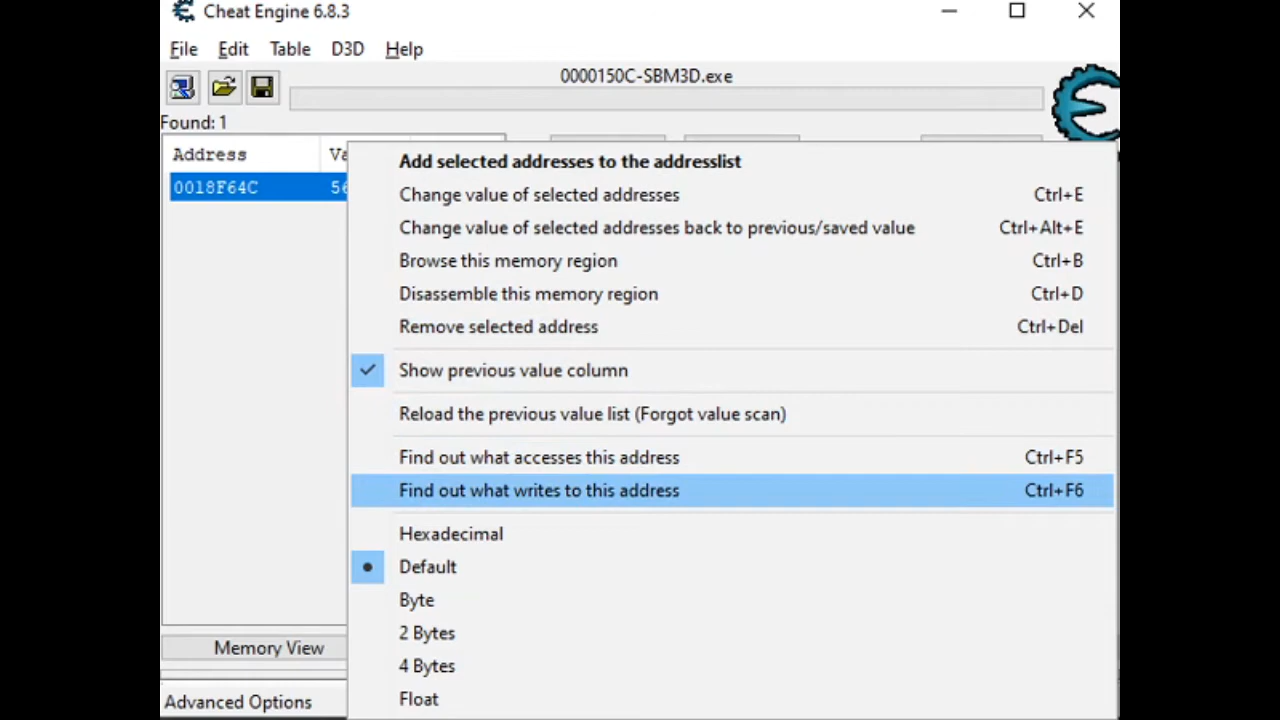 Cheat Engine 6.8.3
File Edit Table D3D Help
0000150C-SBM3D.exe
Found: 1
Address
0018F64C
Add selected addresses to the addresslist
Change value of selected addresses Ctrl+E
Change value of selected addresses back to previous/saved value Ctrl+Alt+E
Browse this memory region Ctrl+B
Disassemble this memory region Ctrl+D
Remove selected address Ctrl+Del
Show previous value column
Reload the previous value list (Forgot value scan)
Find out what accesses this address Ctrl+F5
Find out what writes to this address Ctrl+F6
Hexadecimal
Default
Byte
2 Bytes
4 Bytes
Float
Memory View
Advanced Options